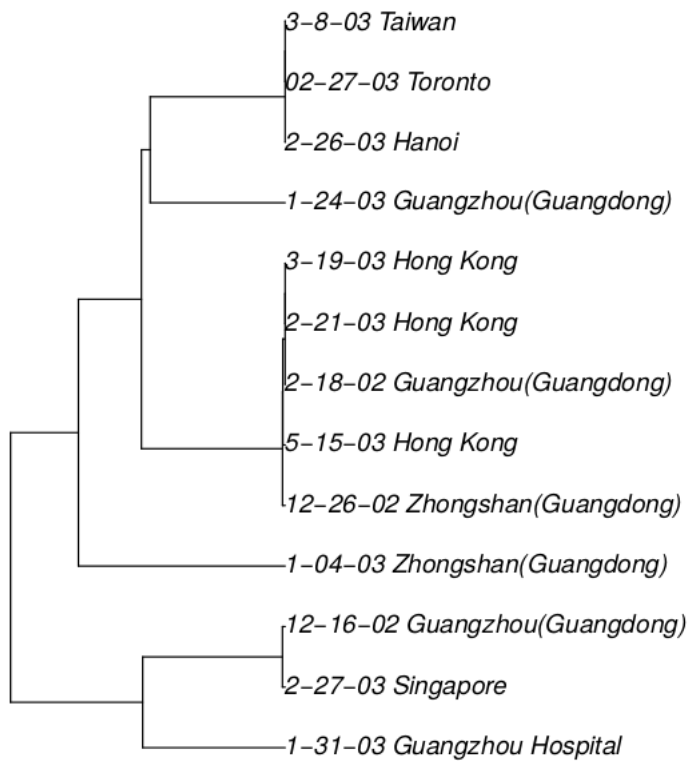 3-8-03 Taiwan
02-27-03 Toronto
2-26-03 Hanoi
1-24-03 Guangzhou(Guangdong)
3-19-03 Hong Kong
2-21-03 Hong Kong
2-18-02 Guangzhou(Guangdong)
5-15-03 Hong Kong
12-26-02 Zhongshan(Guangdong)
1-04-03 Zhongshan(Guangdong)
12-16-02 Guangzhou(Guangdong)
2-27-03 Singapore
1-31-03 Guangzhou Hospital